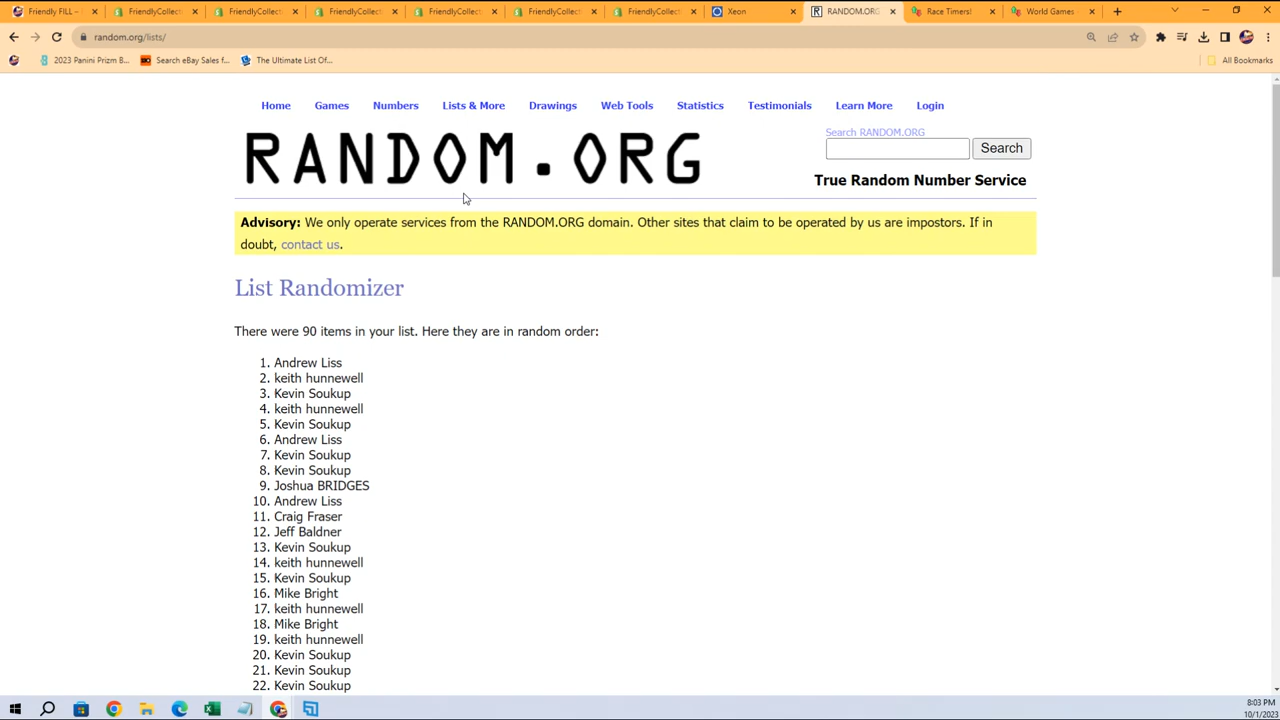 Friendly FILL -
FriendlyCollect
FriendlyCollect
FriendlyCollect
FriendlyCollect
FriendlyCollect
FriendlyCollect
Xeon
RANDOM.ORG
Race Timers!
World Games
random.org/lists/
2023 Panini Prizm B...
Search eBay Sales f...
The Ultimate List Of...
All Bookmarks
Home Games Numbers Lists & More Drawings Web Tools Statistics Testimonials Learn More Login
RANDOM.ORG
Search RANDOM.ORG
Search
True Random Number Service
Advisory: We only operate services from the RANDOM.ORG domain. Other sites that claim to be operated by us are impostors. If in
doubt, contact us.
List Randomizer
There were 90 items in your list. Here they are in random order:
1. Andrew Liss
2. keith hunnewell
3. Kevin Soukup
4. keith hunnewell
5. Kevin Soukup
6. Andrew Liss
7. Kevin Soukup
8. Kevin Soukup
9. Joshua BRIDGES
10. Andrew Liss
11. Craig Fraser
12. Jeff Baldner
13. Kevin Soukup
14. keith hunnewell
15. Kevin Soukup
16. Mike Bright
17. keith hunnewell
18. Mike Bright
19. keith hunnewell
20. Kevin Soukup
21. Kevin Soukup
22. Kevin Soukup
8:03 PM
10/1/2023